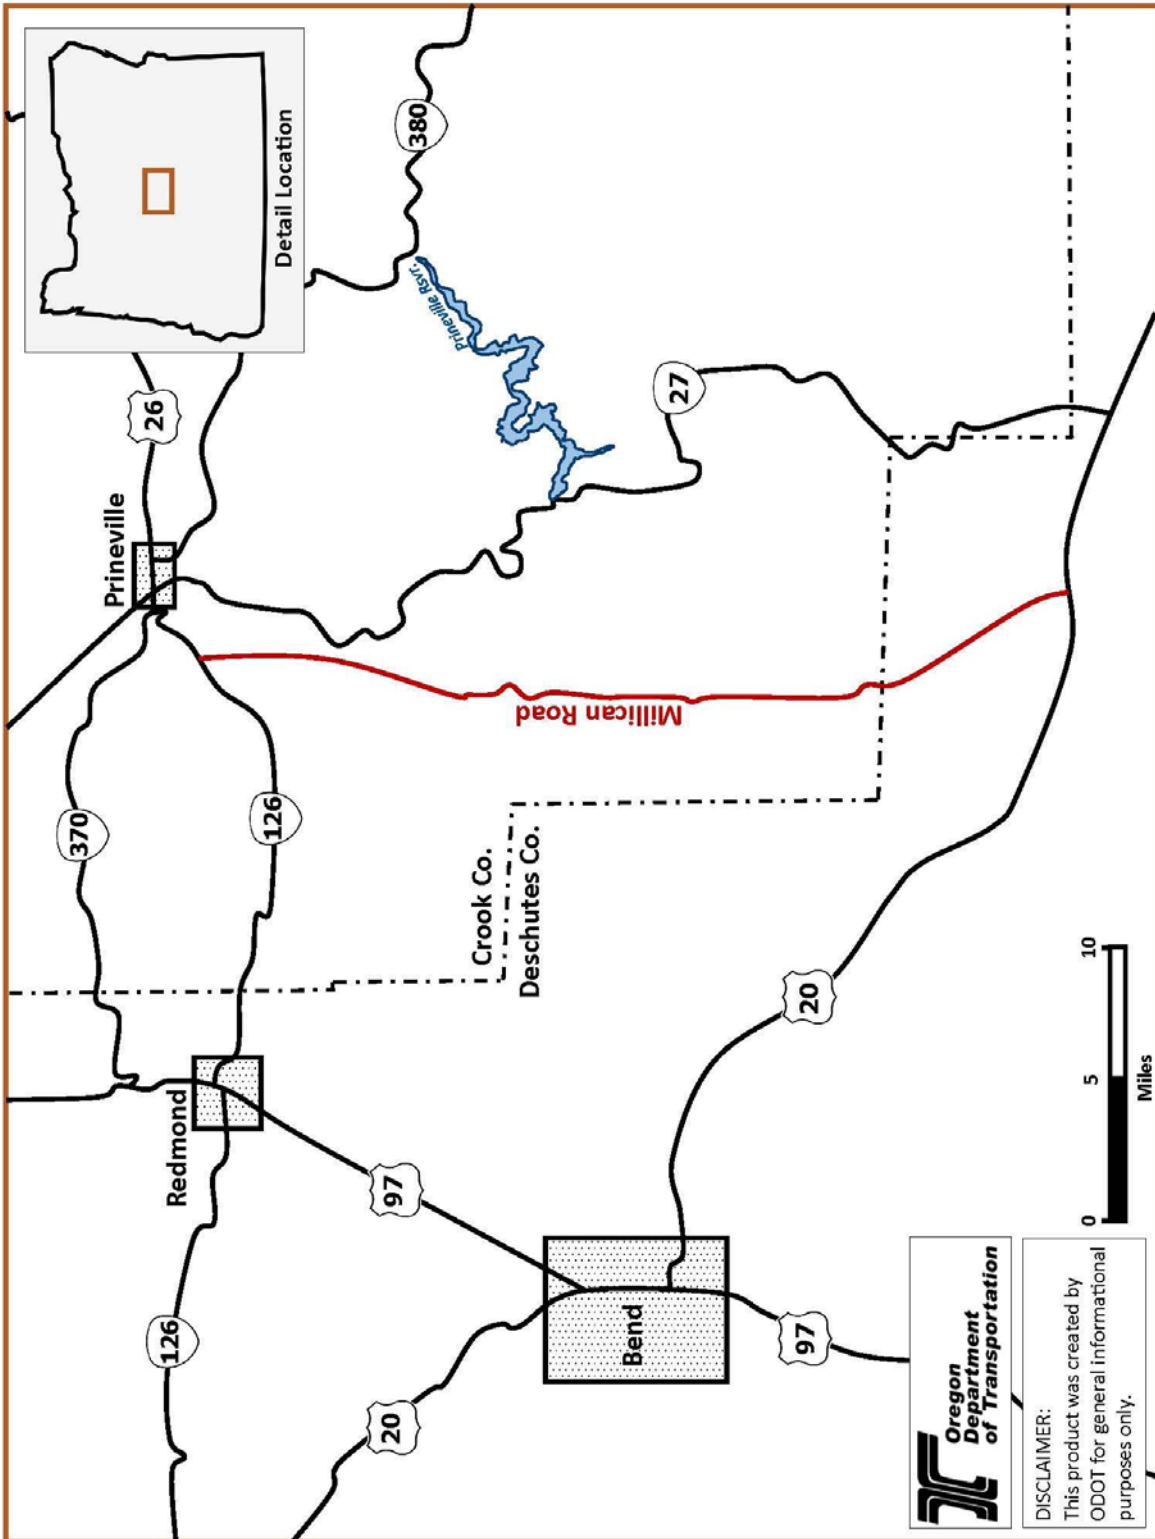 370
126
26
Prineville
Detail Location
380
Prineville Rsvr.
27
Redmond
126
97
Crook Co.
Deschutes Co.
Millican Road
20
Bend
20
97
0
5
10
Miles
Oregon
Department
of Transportation
DISCLAIMER:
This product was created by
ODOT for general informational
purposes only.